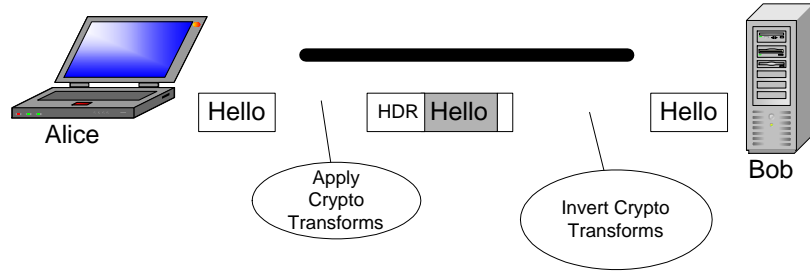 Alice
Hello
HDR Hello
Hello
Bob
Apply
Crypto
Transforms
Invert Crypto
Transforms